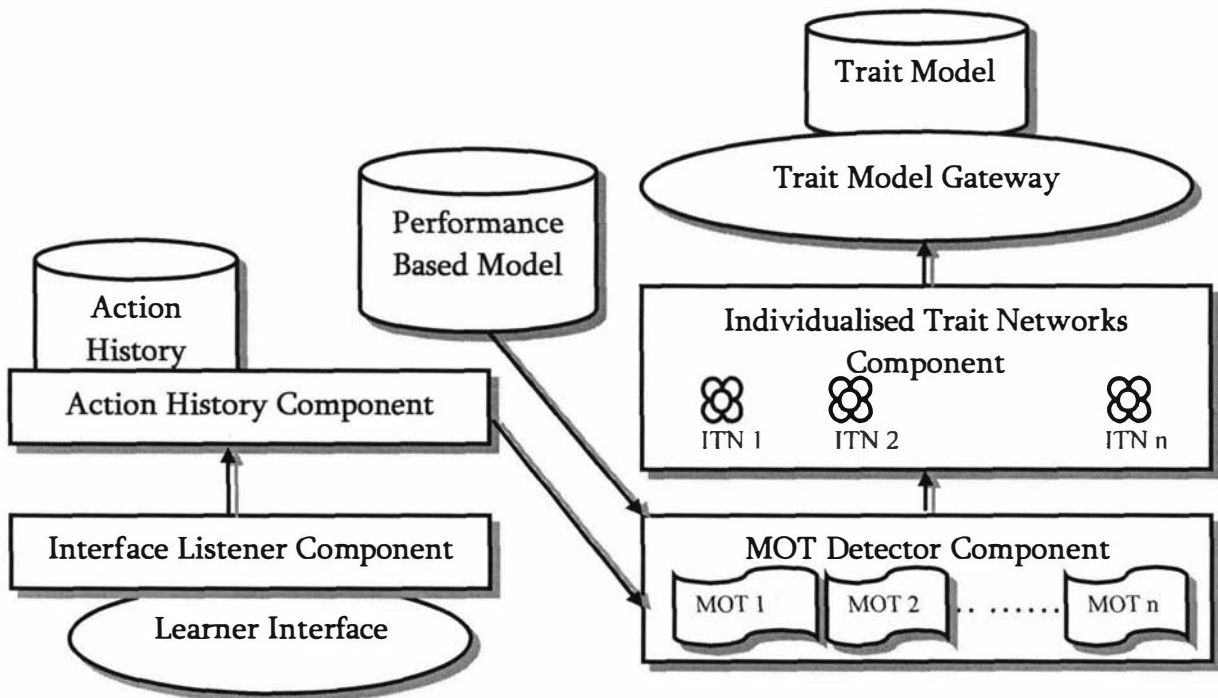 Trait Model
Trait Model Gateway
Performance
Based Model
Action
History
Action History Component
Individualised Trait Networks
Component
ITN 1
ITN 2
ITN n
Interface Listener Component
Learner Interface
MOT Detector Component
MOT 1
MOT 2
.. ......
MOT n